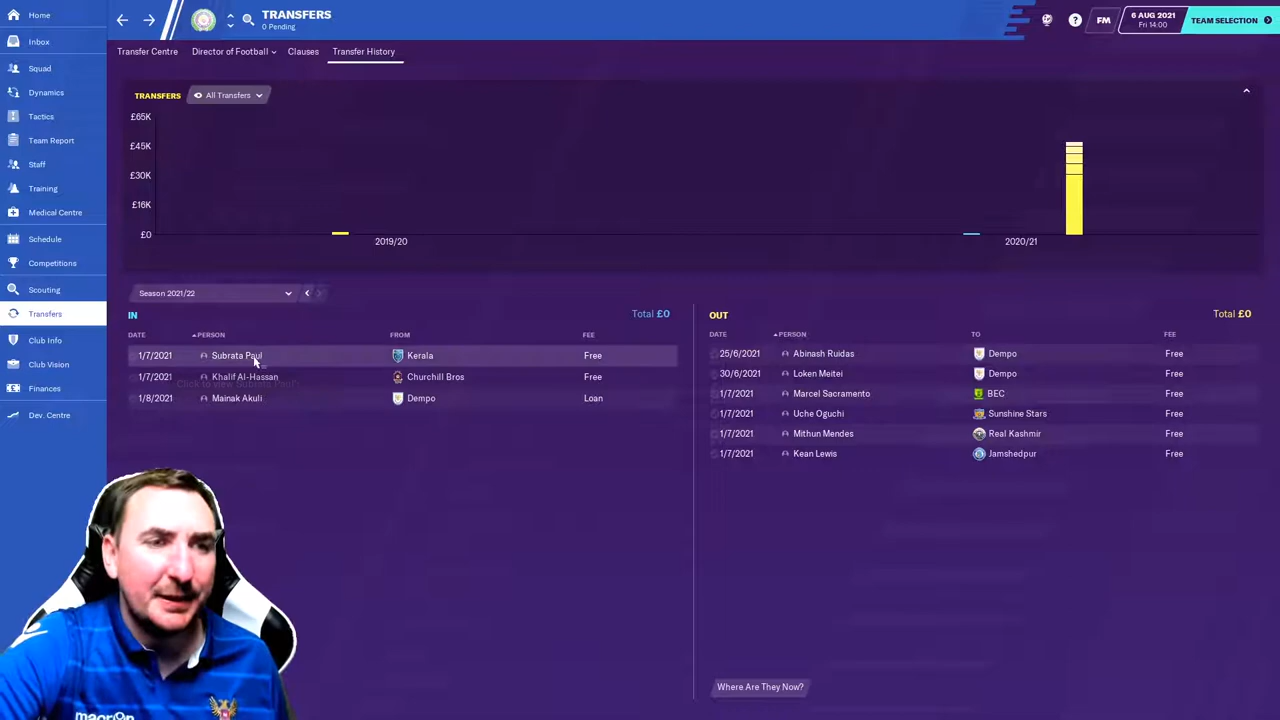 Home
TRANSFERS
0 Pending
FM
6 AUG 2021
Fri 14:00
TEAM SELECTION
Inbox
Squad
Dynamics
Tactics
Team Report
Staff
Training
Medical Centre
Schedule
Competitions
Scouting
Transfers
Club Info
Club Vision
Finances
Dev. Centre
Transfer Centre
Director of Football
Clauses
Transfer History
TRANSFERS
All Transfers
£65K
£45K
£30K
£16K
£0
2019/20
2020/21
Season 2021/22
IN
Total £0
DATE PERSON FROM FEE
1/7/2021 Subrata Paul Kerala Free
Click to view Subrata Paul
1/7/2021 Khalif Al-Hassan Churchill Bros Free
1/8/2021 Mainak Akuli Dempo Loan
OUT
Total £0
DATE PERSON TO FEE
25/6/2021 Abinash Ruidas Dempo Free
30/6/2021 Loken Meitei Dempo Free
1/7/2021 Marcel Sacramento BEC Free
1/7/2021 Uche Oguchi Sunshine Stars Free
1/7/2021 Mithun Mendes Real Kashmir Free
1/7/2021 Kean Lewis Jamshedpur Free
Where Are They Now?
macron